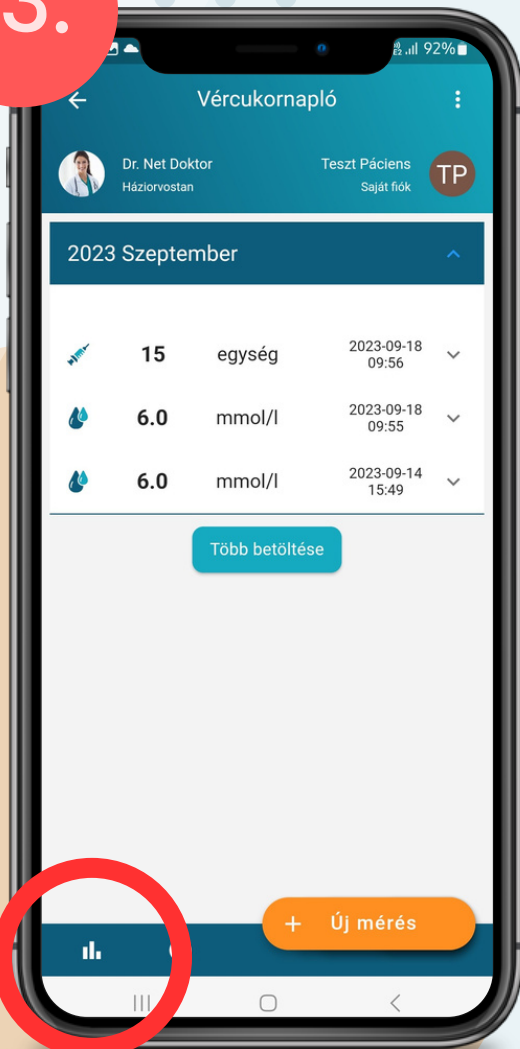 3.
92%
Vércukornapló
Dr. Net Doktor
Háziorvostan
Teszt Páciens
Saját fiók
TP
2023 Szeptember
15 egység 2023-09-18
09:56
6.0 mmol/l 2023-09-18
09:55
6.0 mmol/l 2023-09-14
15:49
Több betöltése
+ Új mérés